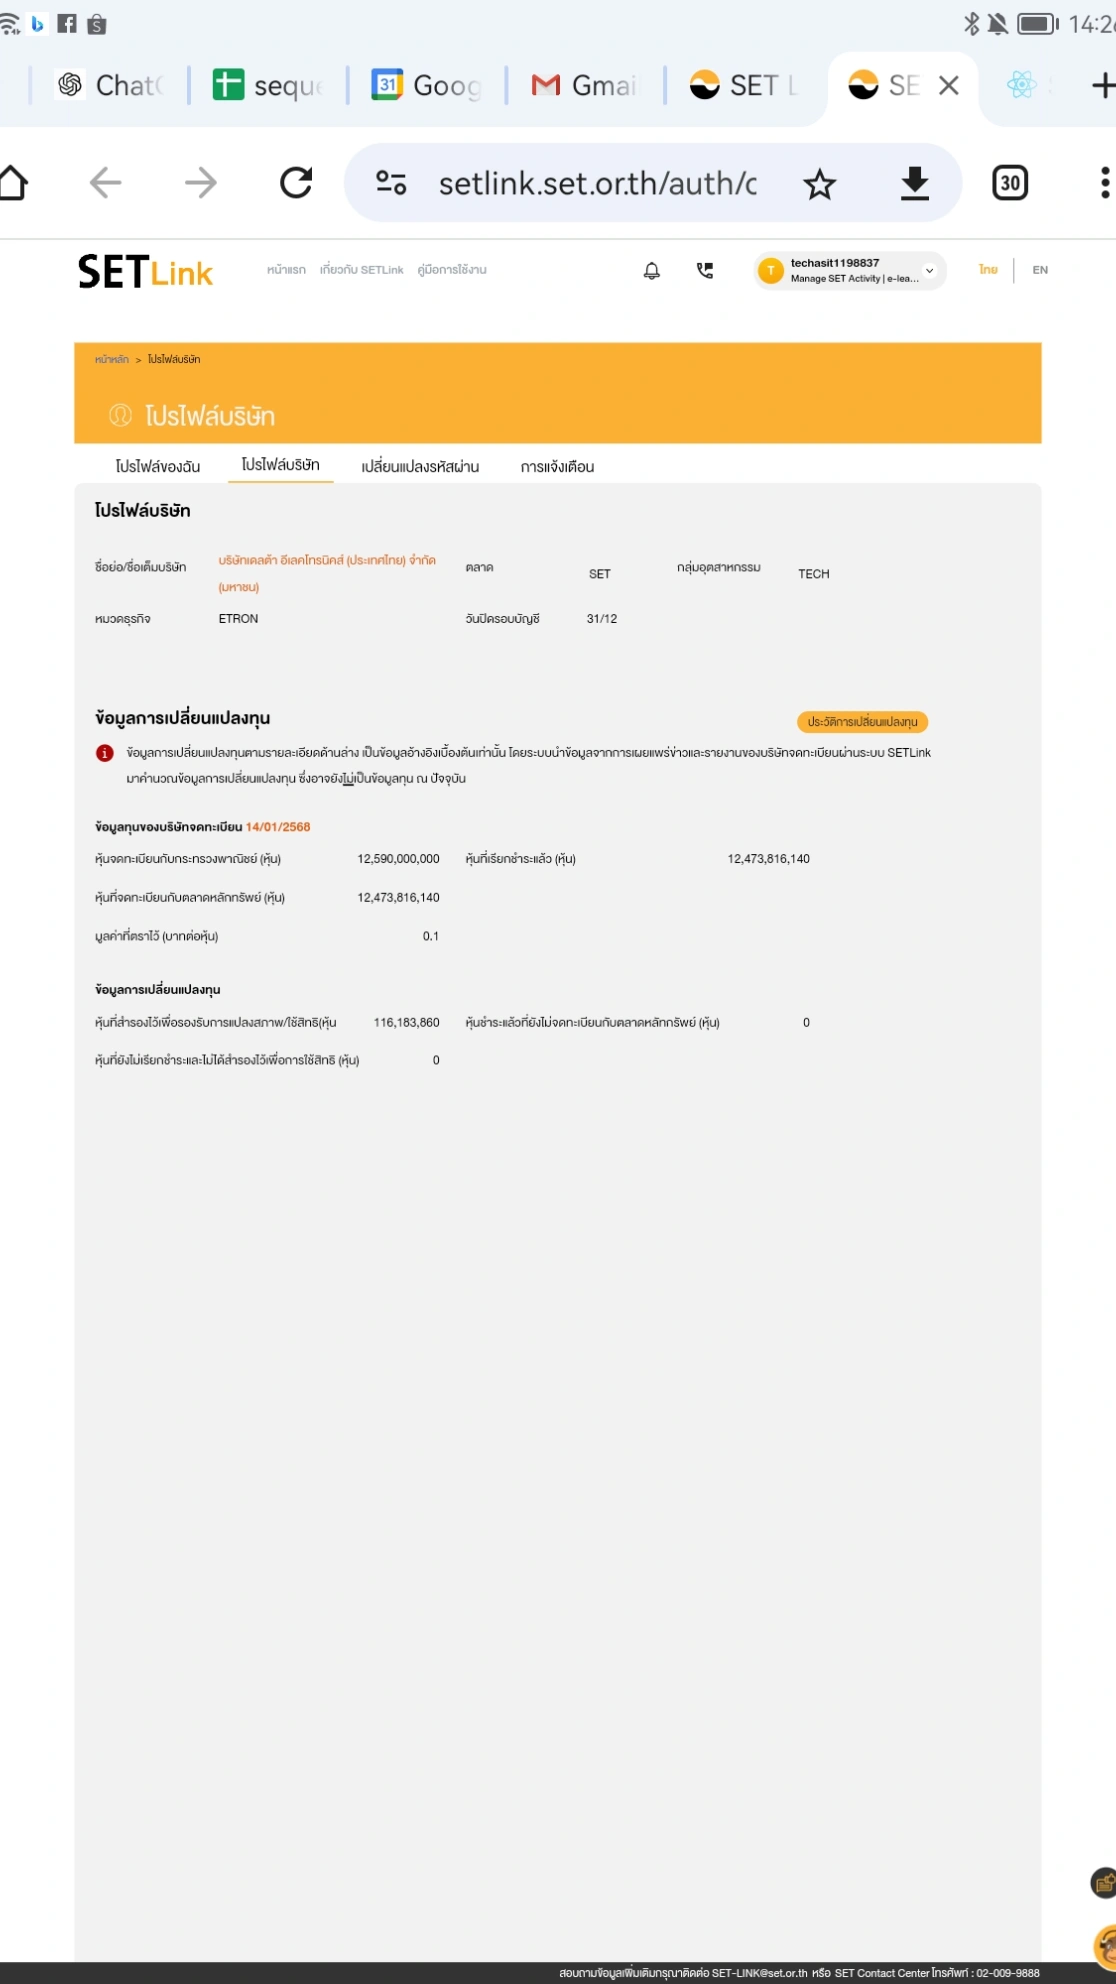 14:2
Chat
seque
Goog
Gmai
SET L
SE
setlink.set.or.th/auth/c
30
SETLink
หน้าแรก เกี่ยวกับ SETLink คู่มือการใช้งาน
T
techasit1198837
Manage SET Activity | e-lea...
ไทย EN
หน้าหลัก > โปรไฟล์บริษัท
โปรไฟล์บริษัท
โปรไฟล์ของฉัน โปรไฟล์บริษัท เปลี่ยนแปลงรหัสผ่าน การแจ้งเตือน
โปรไฟล์บริษัท
ชื่อย่อ/ชื่อเต็มบริษัท บริษัทเดลต้า อีเลคโทรนิคส์ (ประเทศไทย) จำกัด ตลาด SET กลุ่มอุตสาหกรรม TECH
(มหาชน)
หมวดธุรกิจ ETRON วันปิดรอบบัญชี 31/12
ข้อมูลการเปลี่ยนแปลงทุน ประวัติการเปลี่ยนแปลงทุน
ข้อมูลการเปลี่ยนแปลงทุนตามรายละเอียดด้านล่าง เป็นข้อมูลอ้างอิงเบื้องต้นเท่านั้น โดยระบบนำข้อมูลจากการเผยแพร่ข่าวและรายงานของบริษัทจดทะเบียนผ่านระบบ SETLink
มาคำนวณข้อมูลการเปลี่ยนแปลงทุน ซึ่งอาจยังไม่เป็นข้อมูลทุน ณ ปัจจุบัน
ข้อมูลทุนของบริษัทจดทะเบียน 14/01/2568
หุ้นจดทะเบียนกับกระทรวงพาณิชย์ (หุ้น) 12,590,000,000 หุ้นที่เรียกชำระแล้ว (หุ้น) 12,473,816,140
หุ้นที่จดทะเบียนกับตลาดหลักทรัพย์ (หุ้น) 12,473,816,140
มูลค่าที่ตราไว้ (บาทต่อหุ้น) 0.1
ข้อมูลการเปลี่ยนแปลงทุน
หุ้นที่สำรองไว้เพื่อรองรับการแปลงสภาพ/ใช้สิทธิ(หุ้น 116,183,860 หุ้นชำระแล้วที่ยังไม่จดทะเบียนกับตลาดหลักทรัพย์ (หุ้น) 0
หุ้นที่ยังไม่เรียกชำระและไม่ได้สำรองไว้เพื่อการใช้สิทธิ (หุ้น) 0
สอบถามข้อมูลเพิ่มเติมกรุณาติดต่อ SET-LINK@set.or.th หรือ SET Contact Center โทรศัพท์ : 02-009-9888